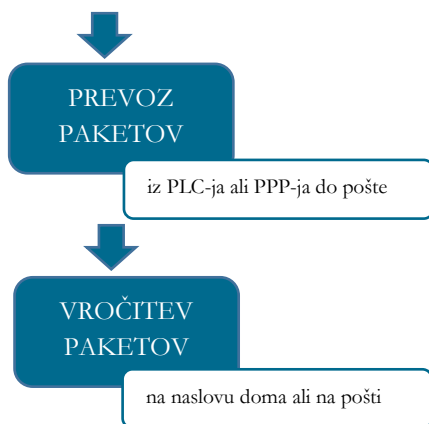 PREVOZ
PAKETOV
iz PLC-ja ali PPP-ja do pošte
VROČITEV
PAKETOV
na naslovu doma ali na pošti